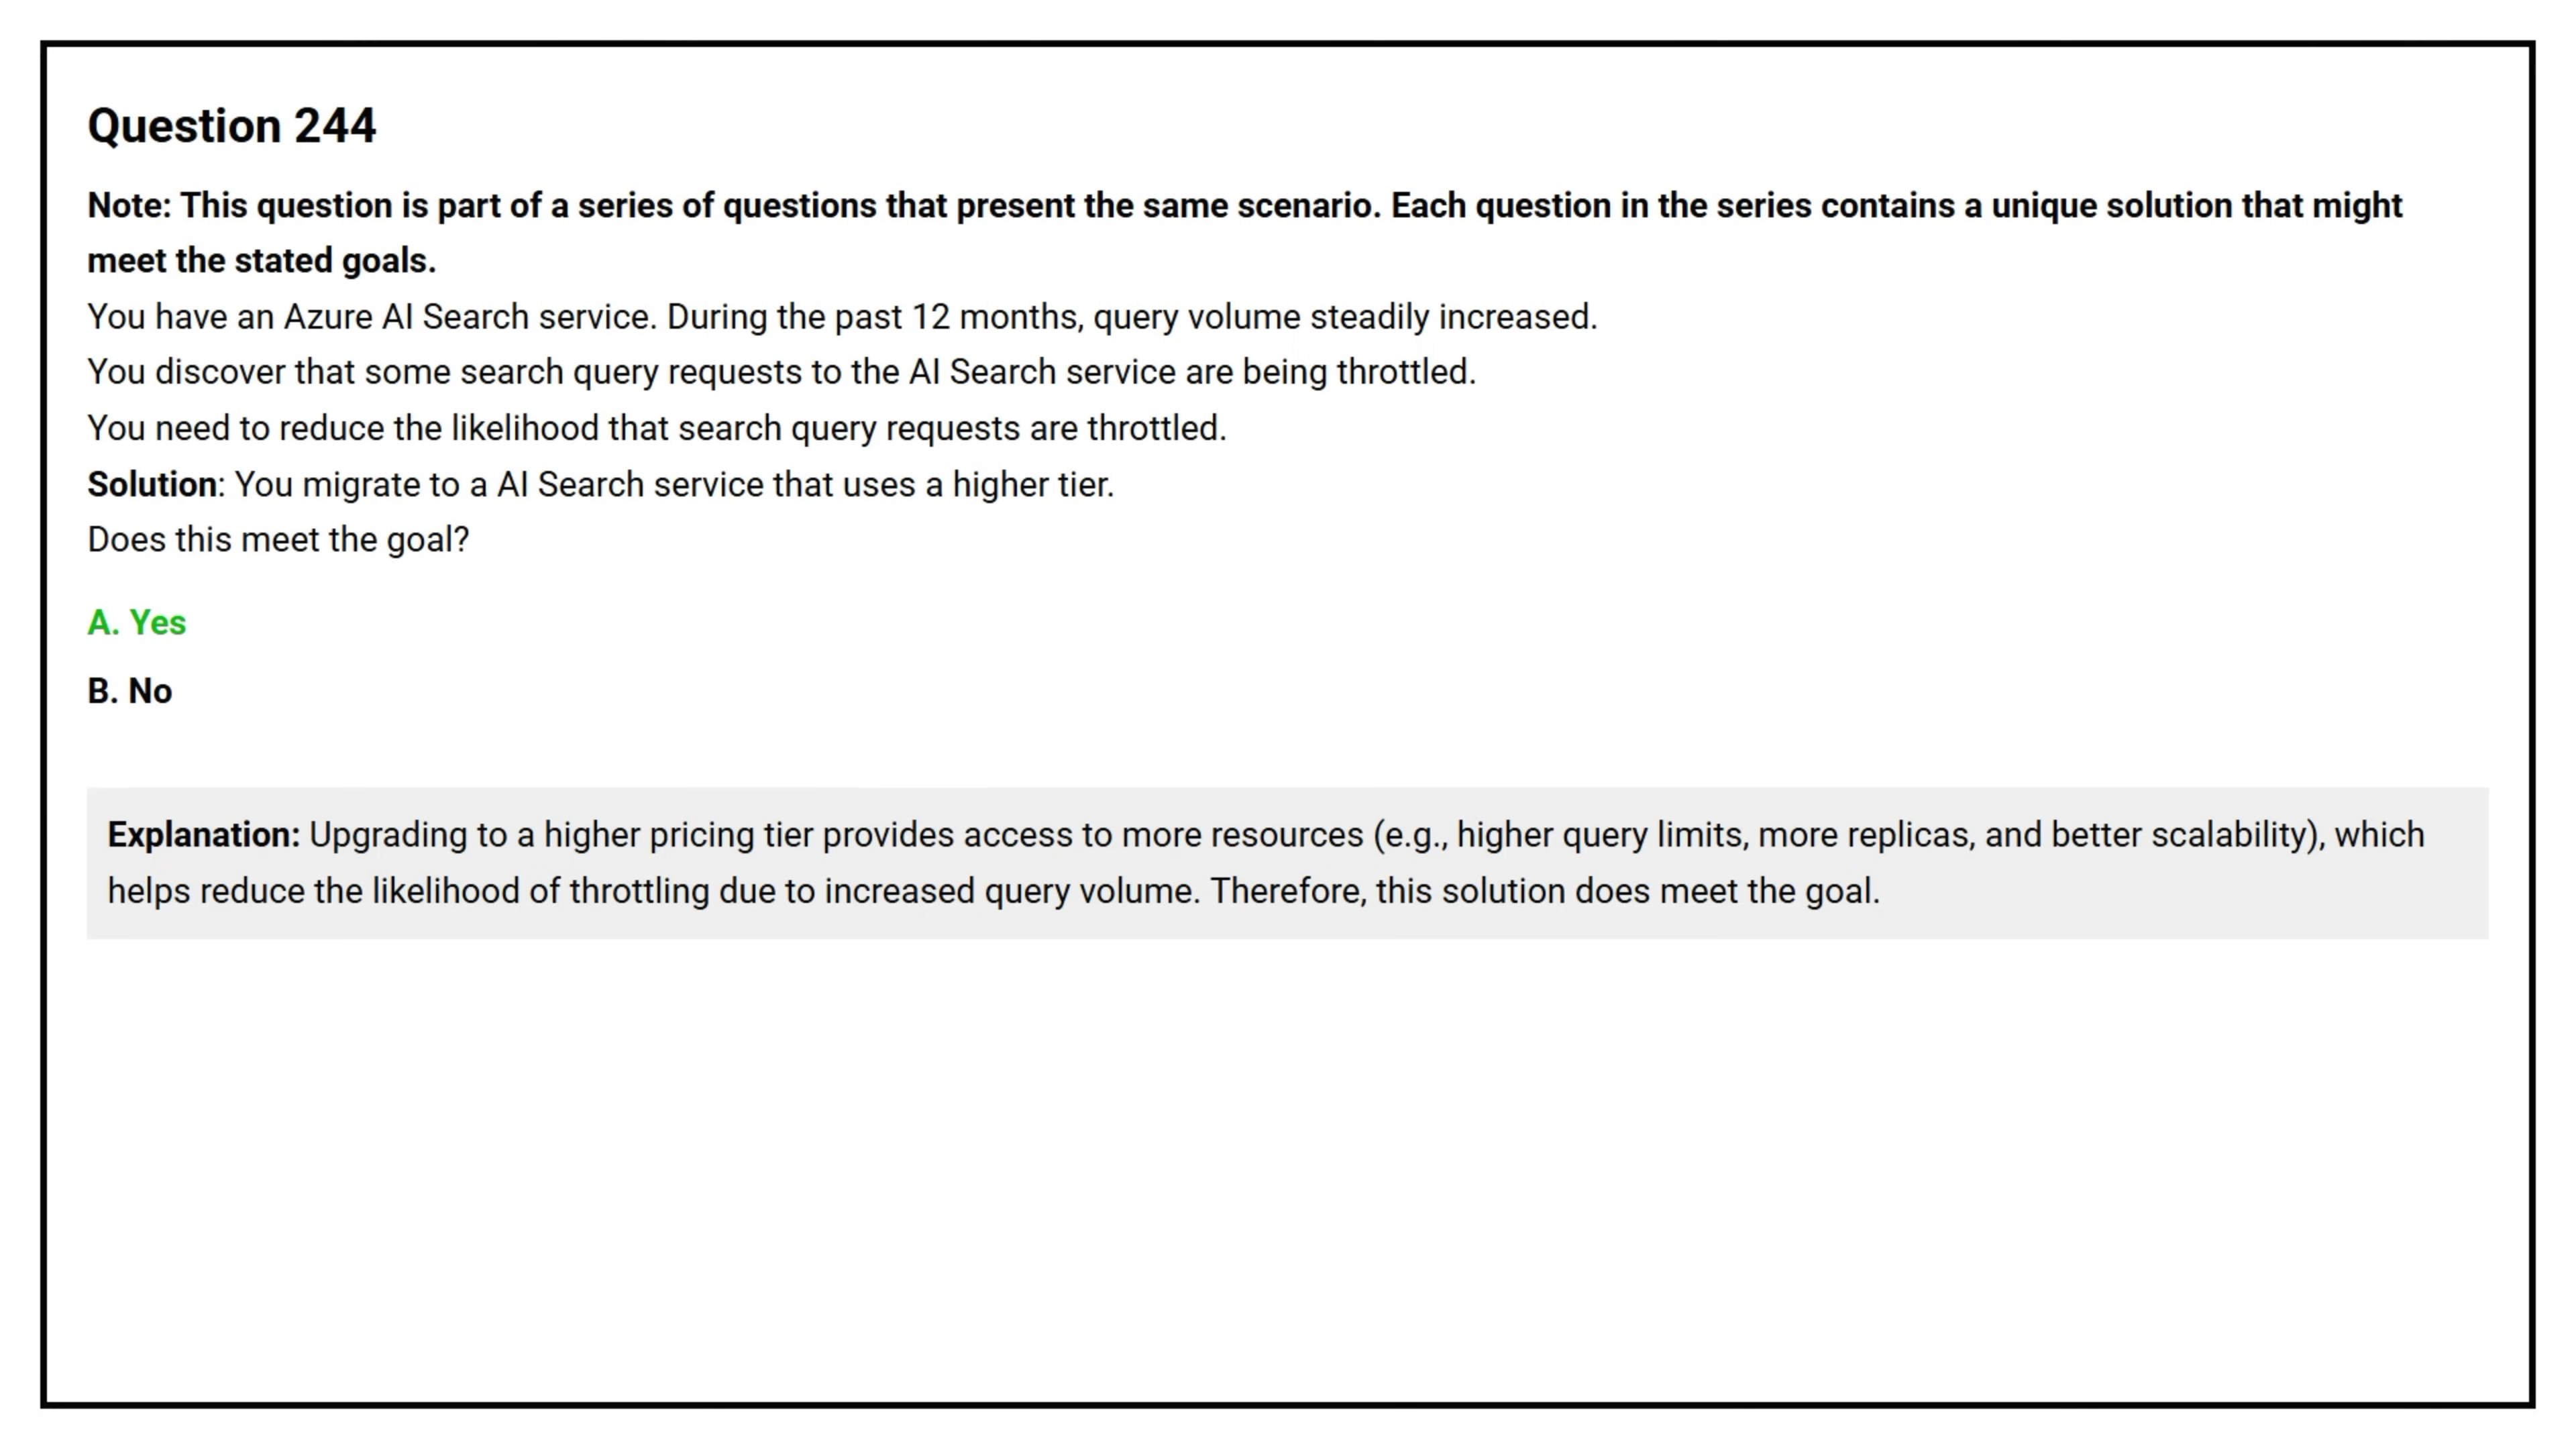 Question 244
Note: This question is part of a series of questions that present the same scenario. Each question in the series contains a unique solution that might
meet the stated goals.
You have an Azure AI Search service. During the past 12 months, query volume steadily increased.
You discover that some search query requests to the AI Search service are being throttled.
You need to reduce the likelihood that search query requests are throttled.
Solution: You migrate to a AI Search service that uses a higher tier.
Does this meet the goal?
A. Yes
B. No
Explanation: Upgrading to a higher pricing tier provides access to more resources (e.g., higher query limits, more replicas, and better scalability), which
helps reduce the likelihood of throttling due to increased query volume. Therefore, this solution does meet the goal.